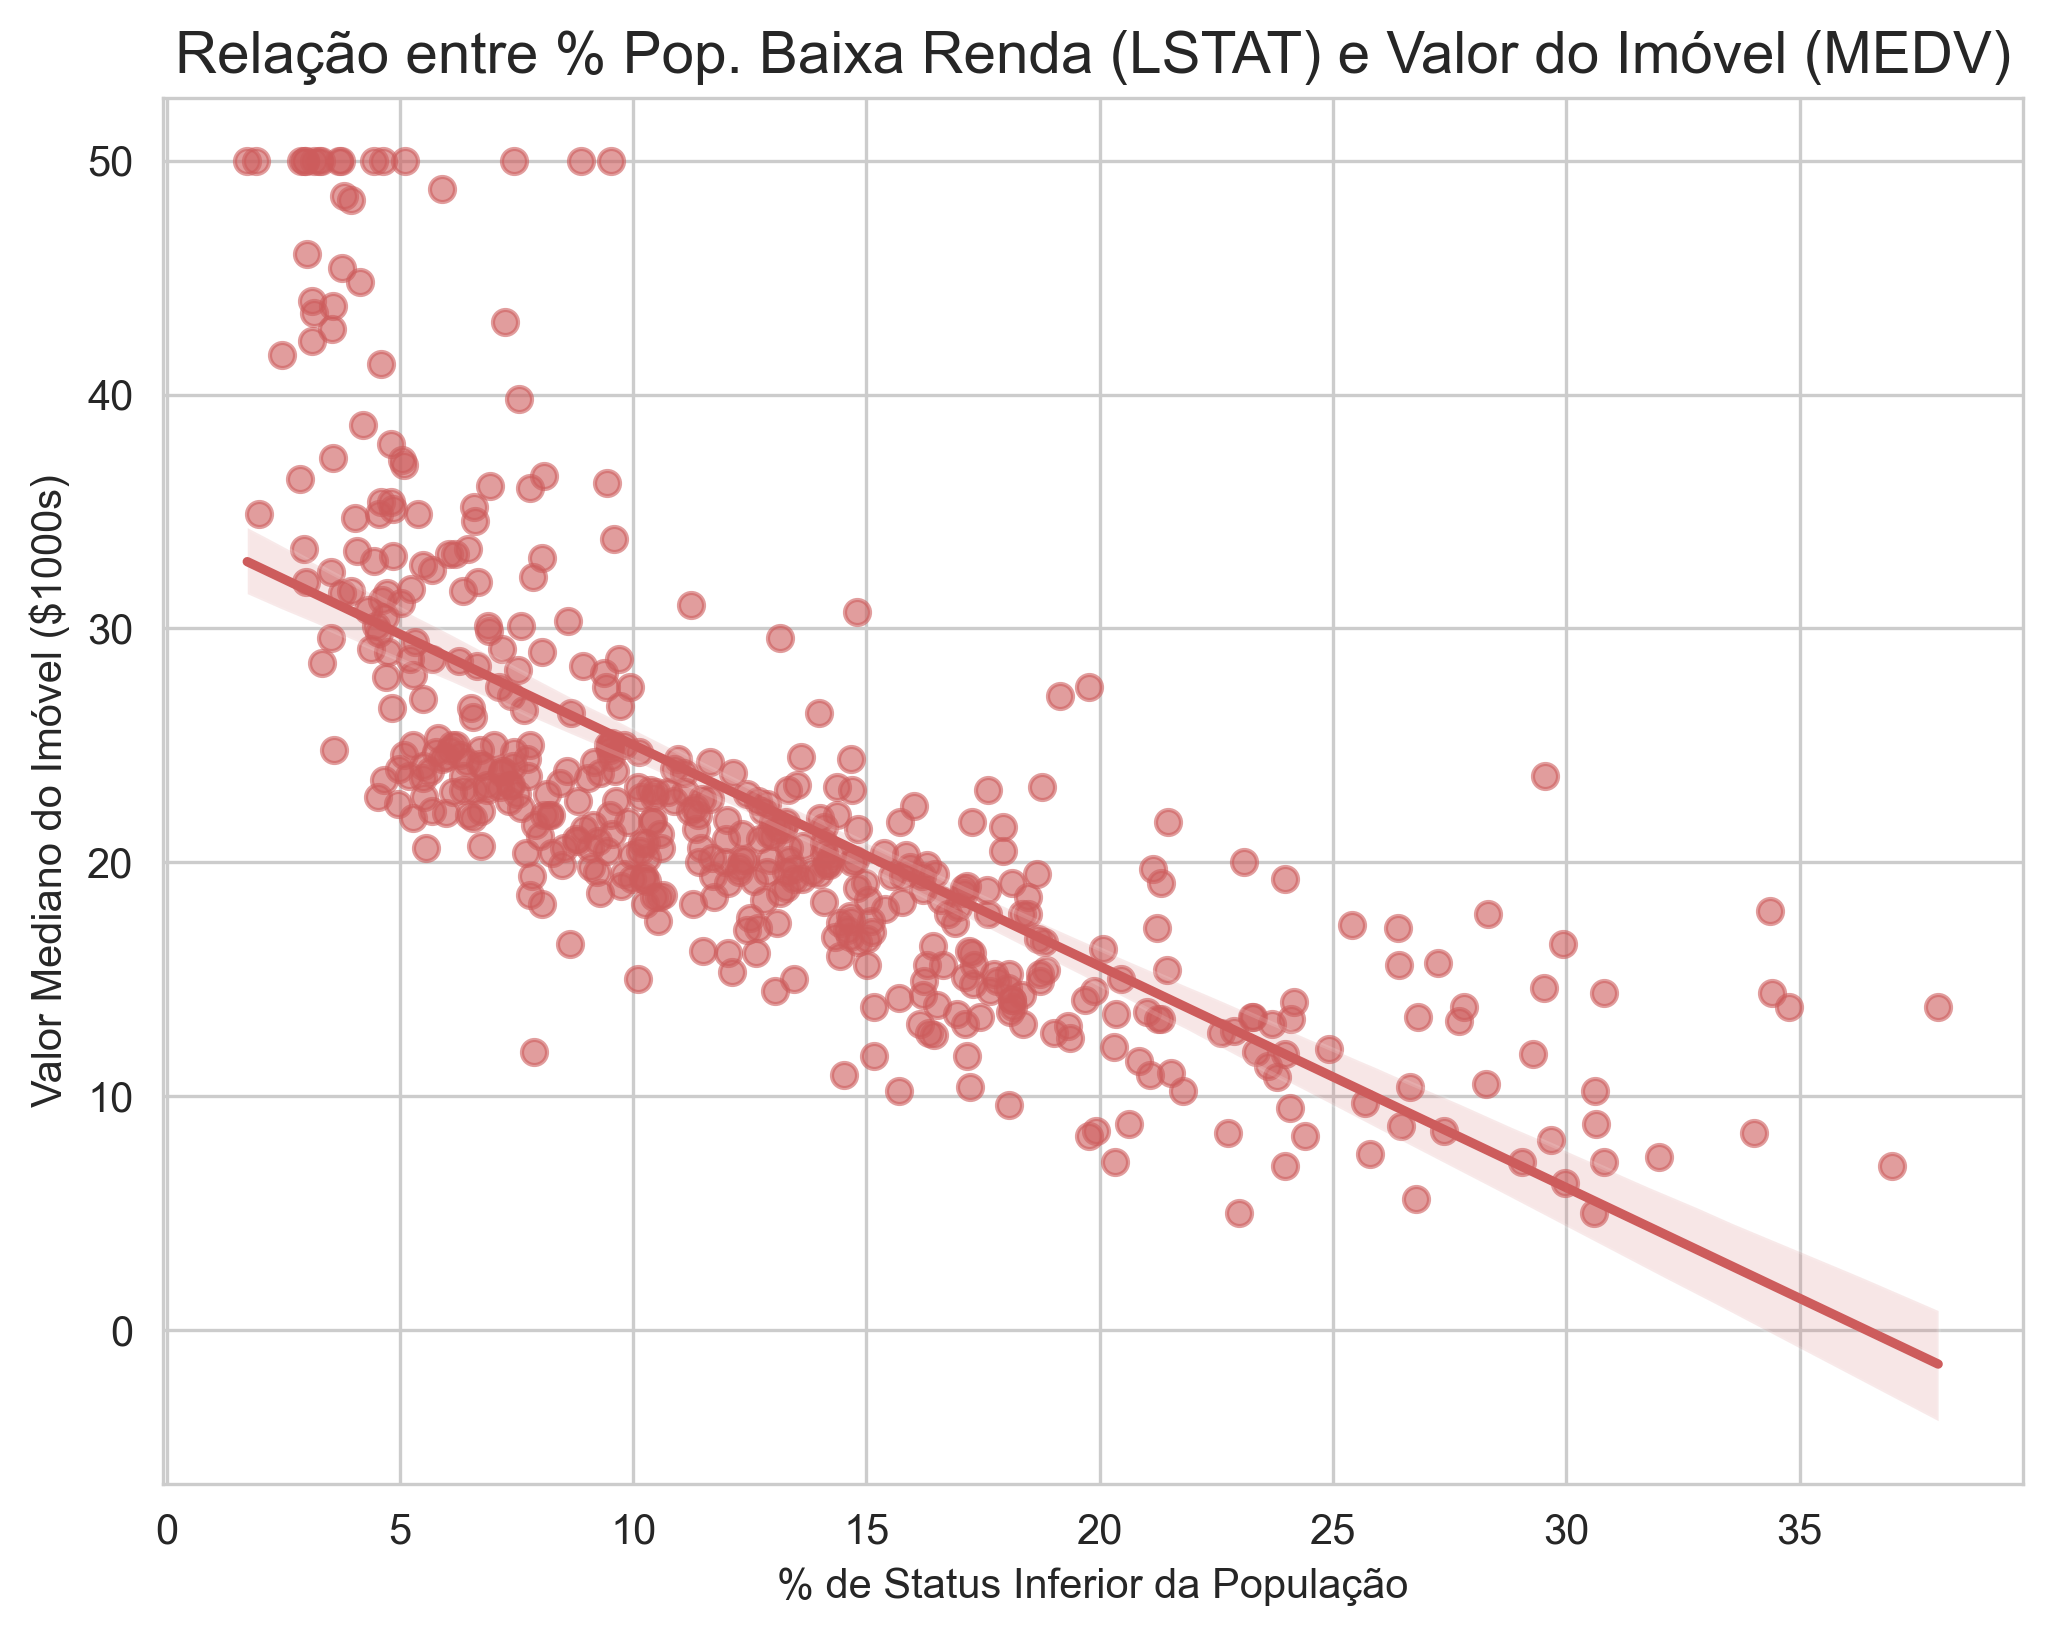 Relação entre % Pop. Baixa Renda (LSTAT) e Valor do Imóvel (MEDV)
Valor Mediano do Imóvel ($1000s)
50
40
30
20
10
0
0 5 10 15 20 25 30 35
% de Status Inferior da População